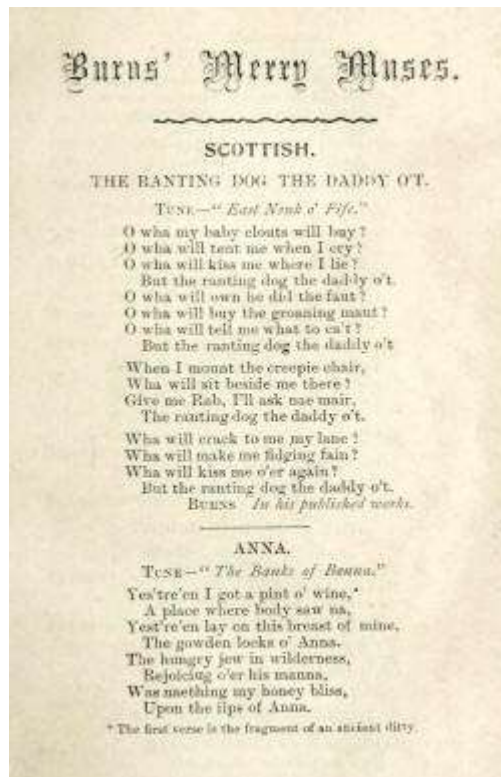 Burns' Merry Muses.
SCOTTISH.
THE RANTING DOG THE DADDY O'T.
TUNE—"East Neuk o' Fife."
O wha my baby clouts will buy?
O wha will tent me when I cry?
O wha will kiss me where I lie?
But the ranting dog the daddy o't.
O wha will own he did the faut?
O wha will buy the groaning maut?
O wha will tell me what to ca't?
But the ranting dog the daddy o't
When I mount the creepie chair,
Wha will sit beside me there?
Give me Rab, I'll ask nae mair,
The ranting dog the daddy o't.
Wha will crack to me my lane?
Wha will make me fidging fain?
Wha will kiss me o'er again?
But the ranting dog the daddy o't.
BURNS In his published works.
ANNA.
TUNE—"The Banks of Banna."
Yes'tre'en I got a pint o' wine,*
A place where body saw na,
Yest're'en lay on this breast of mine,
The gowden locks o' Anna.
The hungry jew in wilderness,
Rejoicing o'er his manna,
Was naething my honey bliss,
Upon the lips of Anna.
* The first verse is the fragment of an ancient ditty.